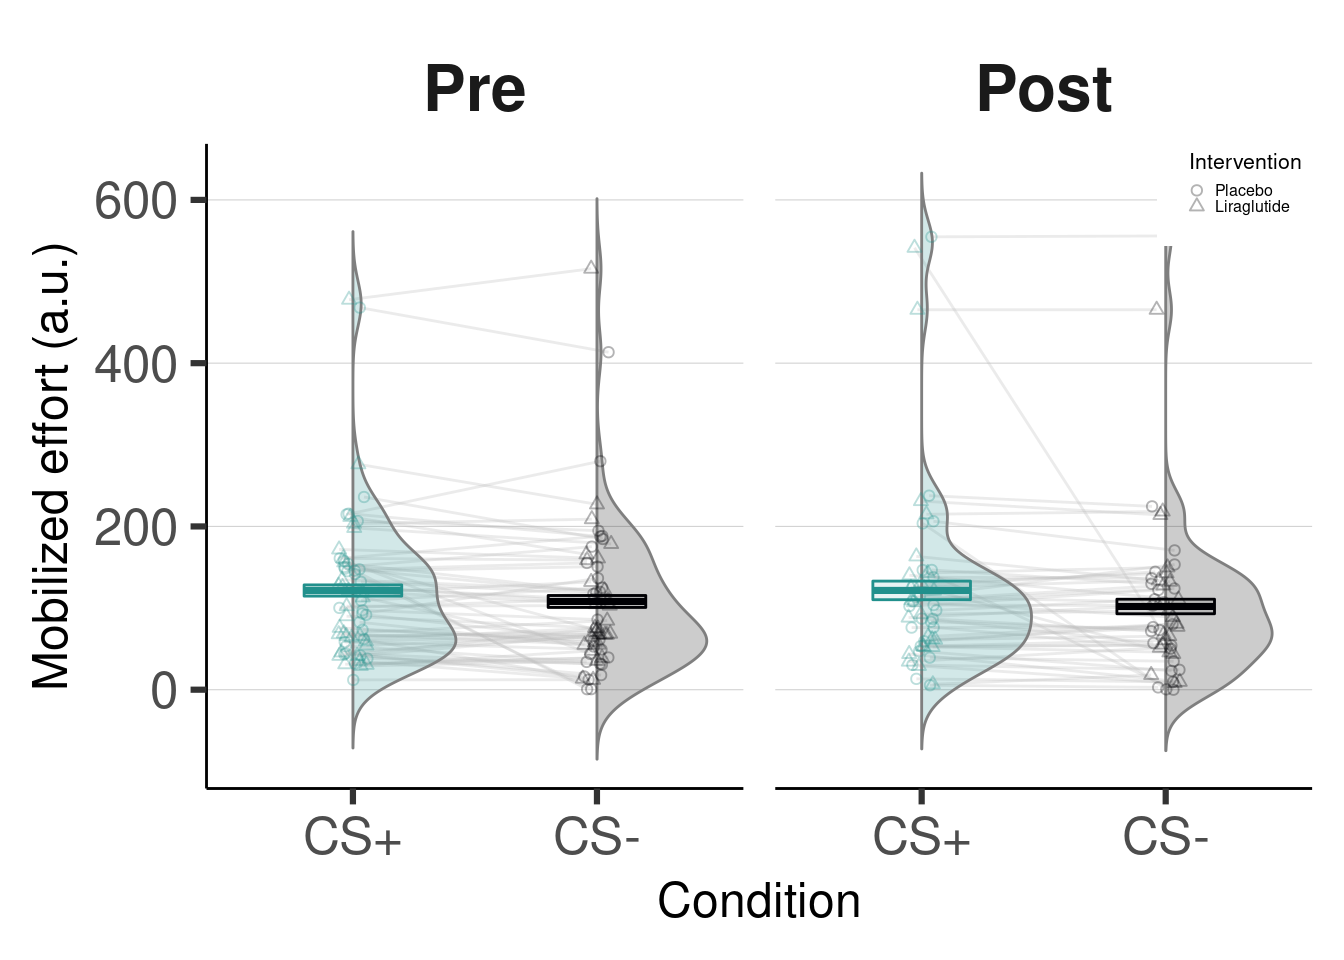 Pre
Post
Intervention
Placebo
Liraglutide
Mobilized effort (a.u.)
600
400
200
0
CS+
CS-
CS+
CS-
Condition